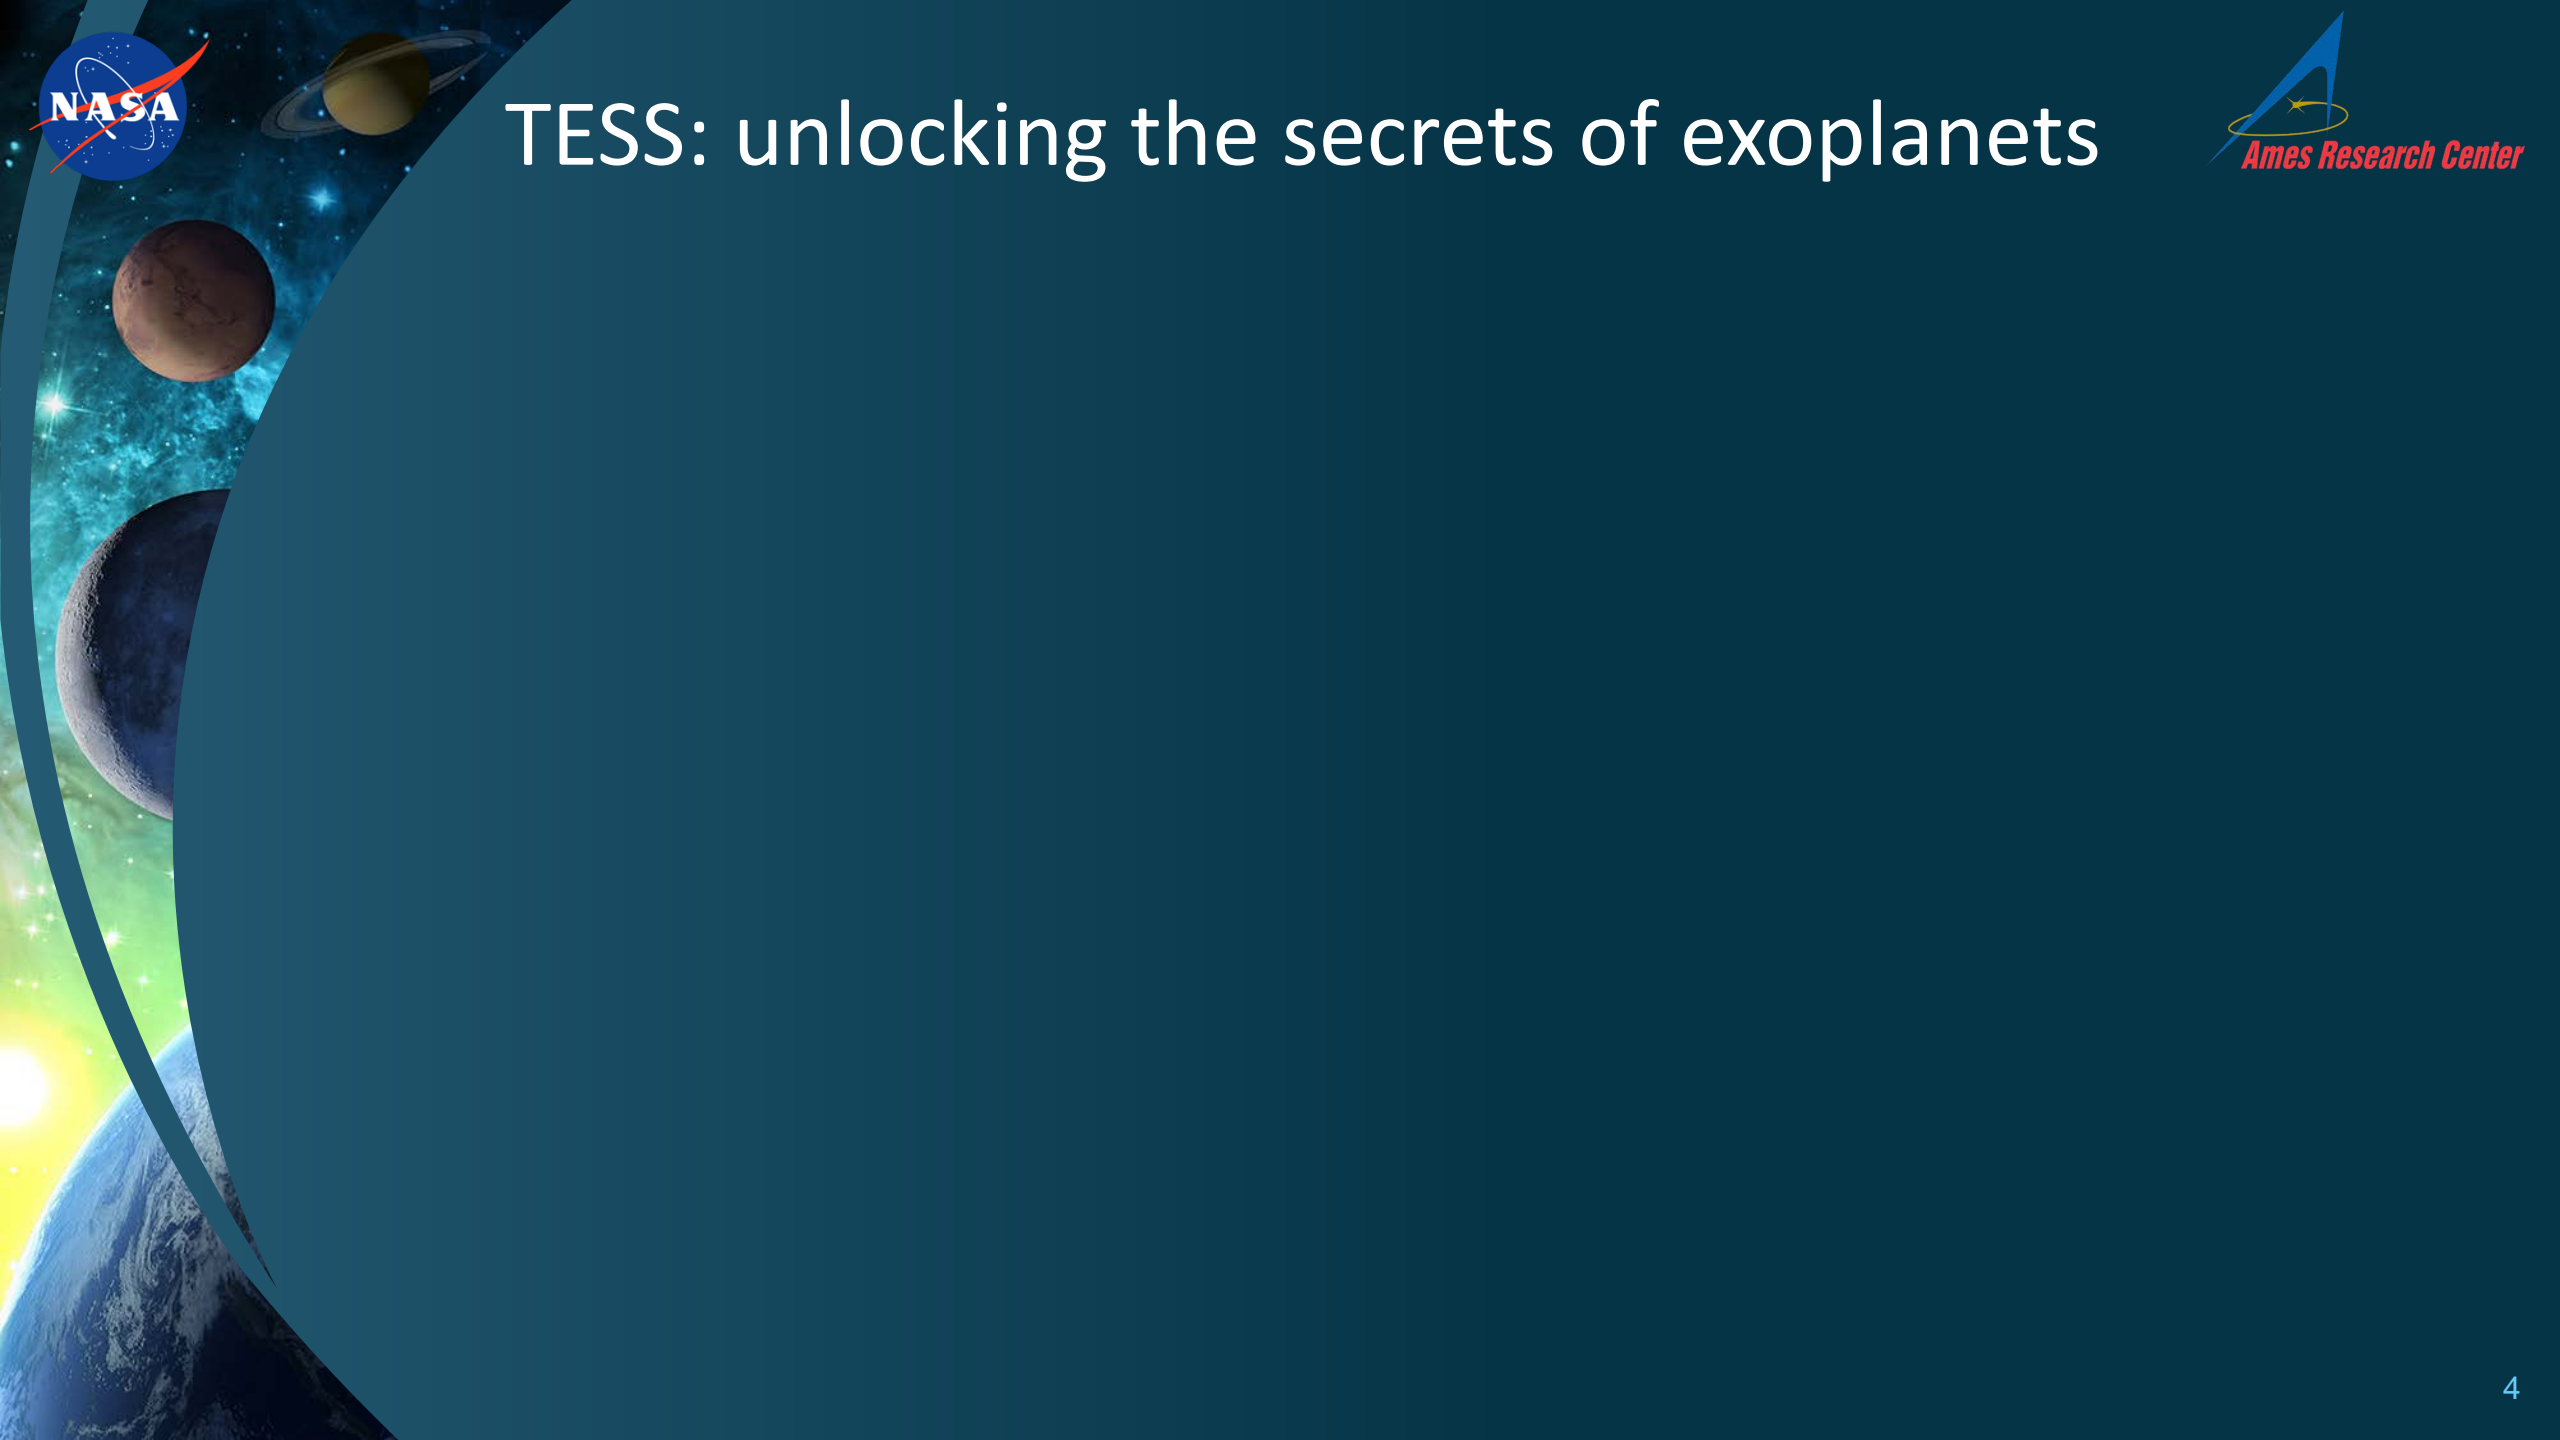 NASA
TESS: unlocking the secrets of exoplanets
Ames Research Center
4